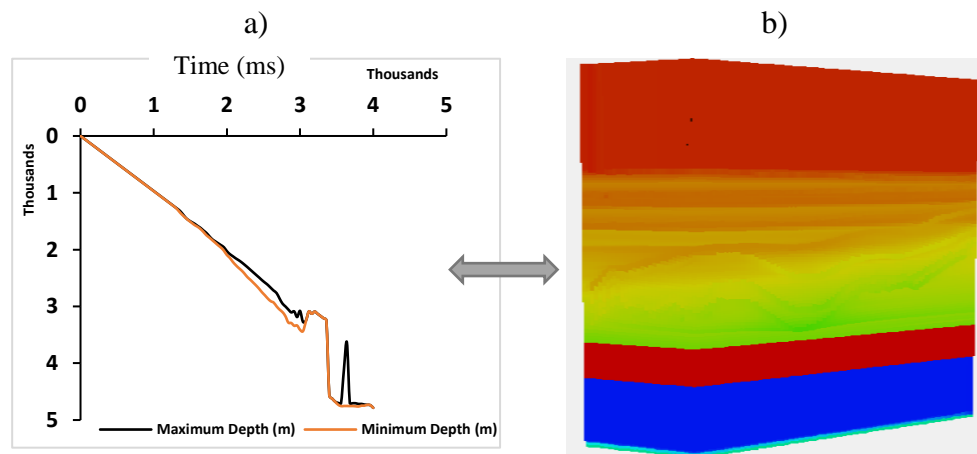 a)
b)
Time (ms)
Thousands
0 1 2 3 4 5
Thousands
0
1
2
3
4
5
Maximum Depth (m) Minimum Depth (m)